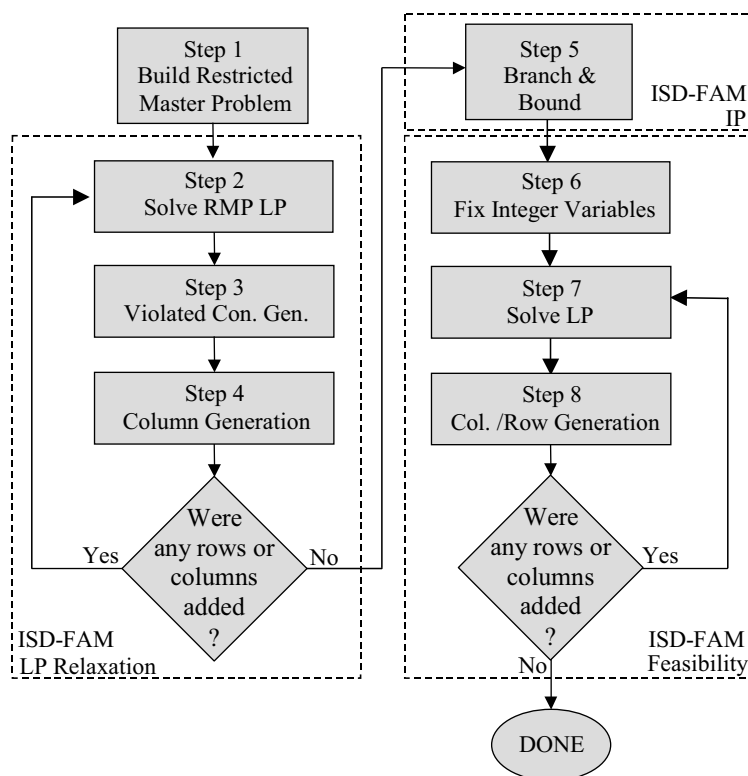 Step 1
Build Restricted
Master Problem
Step 2
Solve RMP LP
Step 3
Violated Con. Gen.
Step 4
Column Generation
Were
any rows or
columns
added
?
Yes
No
ISD-FAM
LP Relaxation
Step 5
Branch &
Bound
ISD-FAM
IP
Step 6
Fix Integer Variables
Step 7
Solve LP
Step 8
Col. /Row Generation
Were
any rows or
columns
added
?
Yes
No
ISD-FAM
Feasibility
DONE